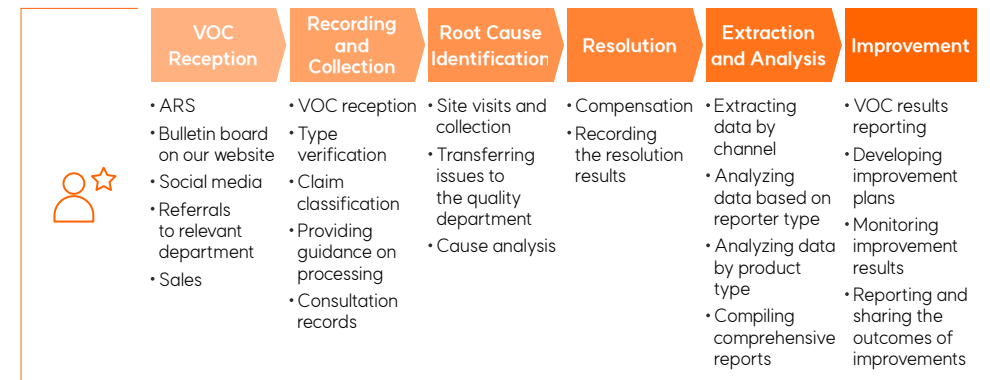 VOC
Reception
Recording
and
Collection
Root Cause
Identification
Resolution
Extraction
and Analysis
Improvement
• ARS
• Bulletin board
on our website
• Social media
• Referrals
to relevant
department
• Sales
• VOC reception
• Type
verification
• Claim
classification
• Providing
guidance on
processing
• Consultation
records
• Site visits and
collection
• Transferring
issues to
the quality
department
• Cause analysis
• Compensation
• Recording
the resolution
results
• Extracting
data by
channel
• Analyzing
data based on
reporter type
• Analyzing data
by product
type
• Compiling
comprehensive
reports
• VOC results
reporting
• Developing
improvement
plans
• Monitoring
improvement
results
• Reporting and
sharing the
outcomes of
improvements